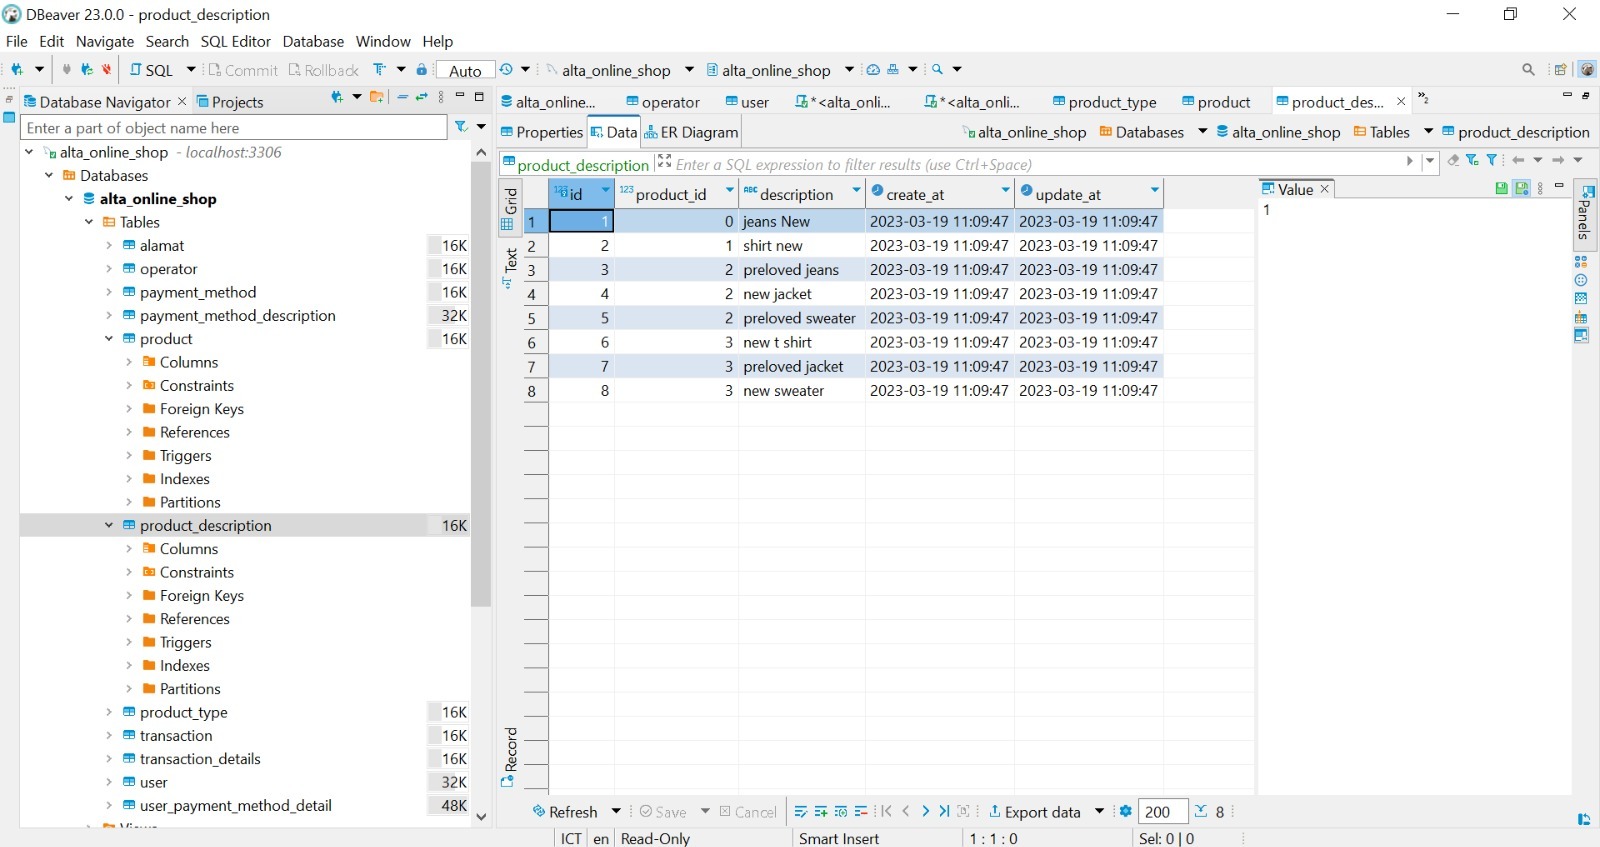 DBeaver 23.0.0 - product_description
File Edit Navigate Search SQL Editor Database Window Help
SQL Commit Rollback Auto alta_online_shop alta_online_shop
Database Navigator Projects
Enter a part of object name here
alta_online_shop - localhost:3306
Databases
alta_online_shop
Tables
alamat 16K
operator 16K
payment_method 16K
payment_method_description 32K
product 16K
Columns
Constraints
Foreign Keys
References
Triggers
Indexes
Partitions
product_description 16K
Columns
Constraints
Foreign Keys
References
Triggers
Indexes
Partitions
product_type 16K
transaction 16K
transaction_details 16K
user 32K
user_payment_method_detail 48K
alta_online... operator user *<alta_onli... *<alta_onli... product_type product product_des... »2
Properties Data ER Diagram alta_online_shop Databases alta_online_shop Tables product_description
product_description Enter a SQL expression to filter results (use Ctrl+Space)
Grid
Text
Record
id 123 product_id ABC description create_at update_at
1 1 0 jeans New 2023-03-19 11:09:47 2023-03-19 11:09:47
2 2 1 shirt new 2023-03-19 11:09:47 2023-03-19 11:09:47
3 3 2 preloved jeans 2023-03-19 11:09:47 2023-03-19 11:09:47
4 4 2 new jacket 2023-03-19 11:09:47 2023-03-19 11:09:47
5 5 2 preloved sweater 2023-03-19 11:09:47 2023-03-19 11:09:47
6 6 3 new t shirt 2023-03-19 11:09:47 2023-03-19 11:09:47
7 7 3 preloved jacket 2023-03-19 11:09:47 2023-03-19 11:09:47
8 8 3 new sweater 2023-03-19 11:09:47 2023-03-19 11:09:47
Value
1
Panels
Refresh Save Cancel Export data 200 8
ICT en Read-Only Smart Insert 1 : 1 : 0 Sel: 0 | 0